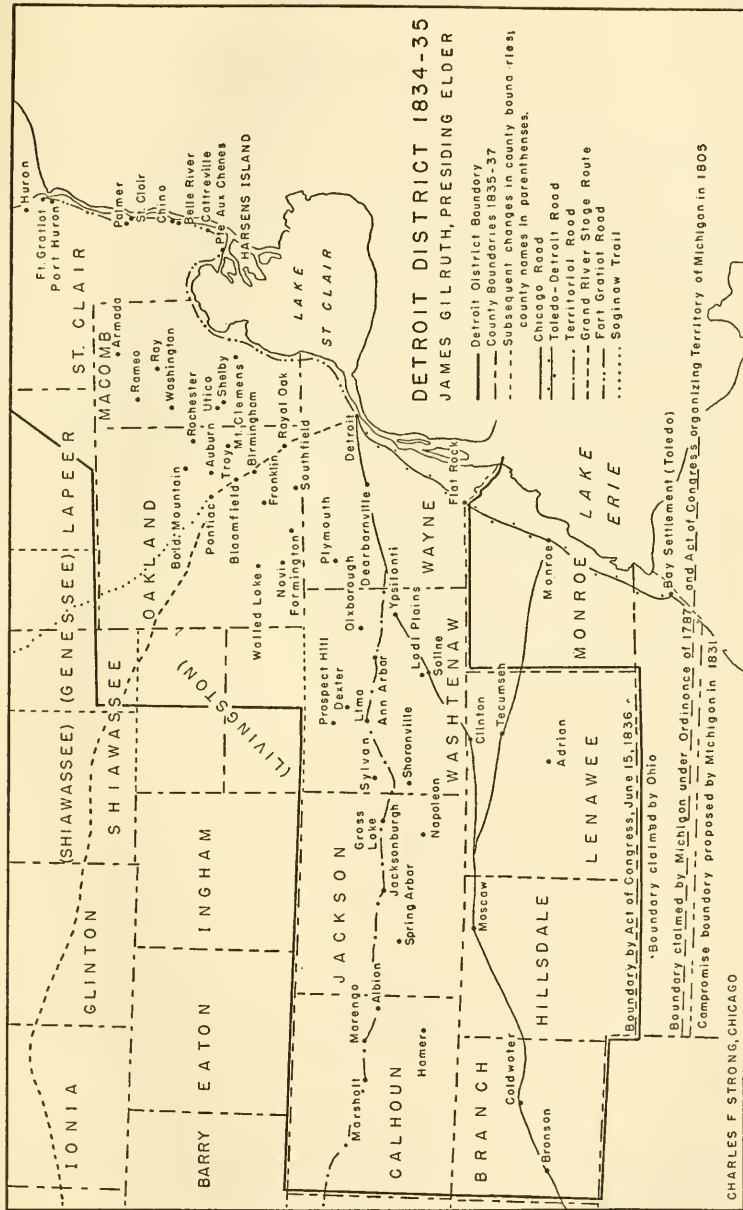 Huron
Ft. Gratiot
Port Huron
Palmer
St. Clair
China
Belle River
Cottreville
Pte Aux Chenes
HARSENS ISLAND
LAKE
ST CLAIR
ST. CLAIR
MACOMB
Armada
Romeo
Ray
Washington
LAPEER
(GENESSEE)
(SHIAWASSEE)
SHIAWASSEE
OAKLAND
Rochester
Bald Mountain
Auburn
Utica
Shelby
Pontiac
Troy
Mt. Clemens
Bloomfield
Birmingham
Franklin
Royal Oak
Walled Lake
Novi
Farmington
Southfield
(LIVINGSTON)
CLINTON
IONIA
INGHAM
EATON
BARRY
Detroit
Plymouth
Dearbornville
WAYNE
Flat Rock
Dixborough
Ypsilanti
Prospect Hill
Dexter
Lima
Ann Arbor
Lodi Plains
Saline
Sylvan
Sharonville
WASHTENAW
Grass
Lake
Napoleon
Jacksonburgh
Spring Arbor
JACKSON
Albion
Marengo
Marshall
Homer
CALHOUN
Clinton
Tecumseh
Adrian
LENAWEE
Monroe
MONROE
LAKE
ERIE
Moscow
HILLSDALE
Coldwater
Bronson
BRANCH
Bay Settlement (Toledo)
DETROIT DISTRICT 1834-35
JAMES GILRUTH, PRESIDING ELDER
Detroit District Boundary
County Boundaries 1835-37
Subsequent changes in county boundaries;
county names in parenthenses.
Chicago Road
Toledo-Detroit Road
Territorial Road
Grand River Stage Route
Fort Gratiot Road
Saginaw Trail
Boundary by Act of Congress, June 15, 1836
Boundary claimed by Ohio
Boundary claimed by Michigan under Ordinance of 1787 and Act of Congress organizing Territory of Michigan in 1805
Compromise boundary proposed by Michigan in 1831
CHARLES F STRONG, CHICAGO